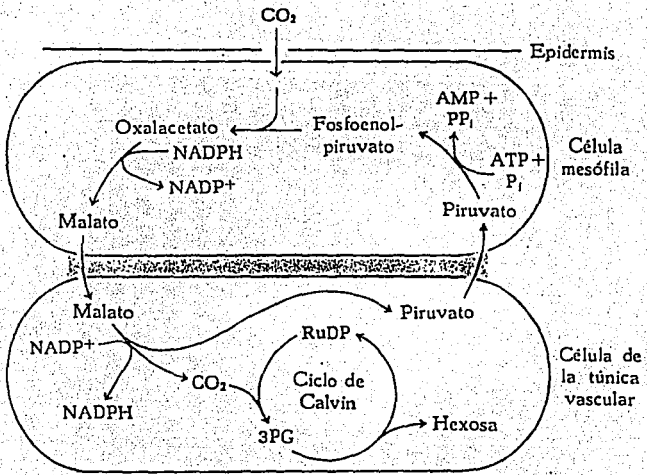 CO₂
Epidermis
AMP +
PPᵢ
Oxalacetato
Fosfoenol-
piruvato
NADPH
NADP+
ATP +
Pᵢ
Célula
mesófila
Malato
Piruvato
Malato
Piruvato
NADP+
RuDP
CO₂
Ciclo de
Calvin
NADPH
3PG
Hexosa
Célula de
la túnica
vascular